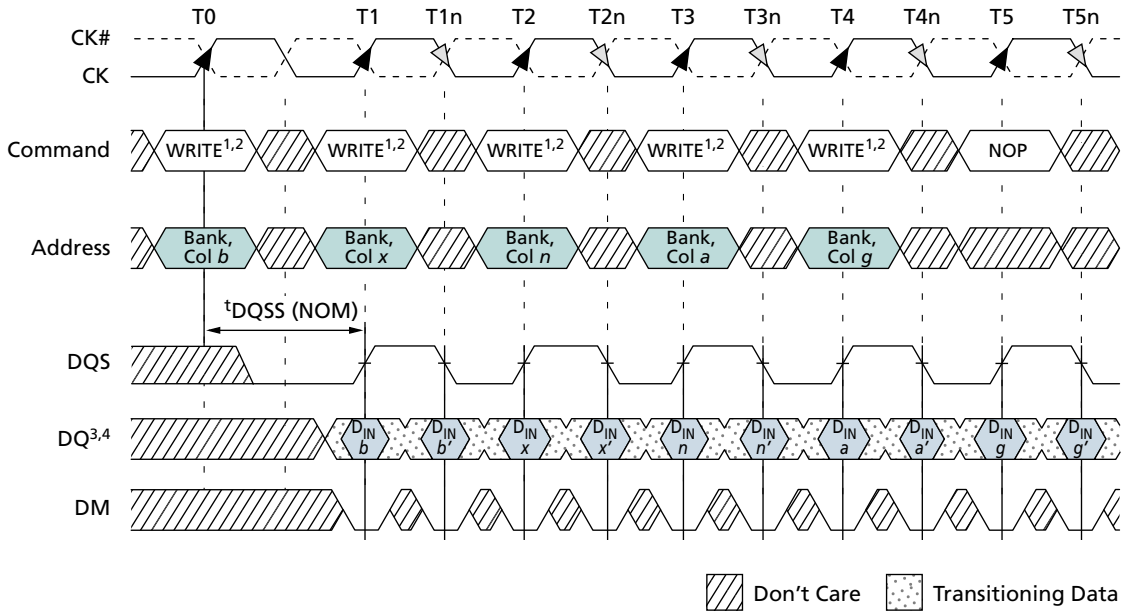 T0 T1 T1n T2 T2n T3 T3n T4 T4n T5 T5n
CK#
CK
Command WRITE1,2 WRITE1,2 WRITE1,2 WRITE1,2 WRITE1,2 NOP
Address Bank, Col b Bank, Col x Bank, Col n Bank, Col a Bank, Col g
tDQSS (NOM)
DQS
DQ3,4 DIN b DIN b' DIN x DIN x' DIN n DIN n' DIN a DIN a' DIN g DIN g'
DM
Don't Care Transitioning Data